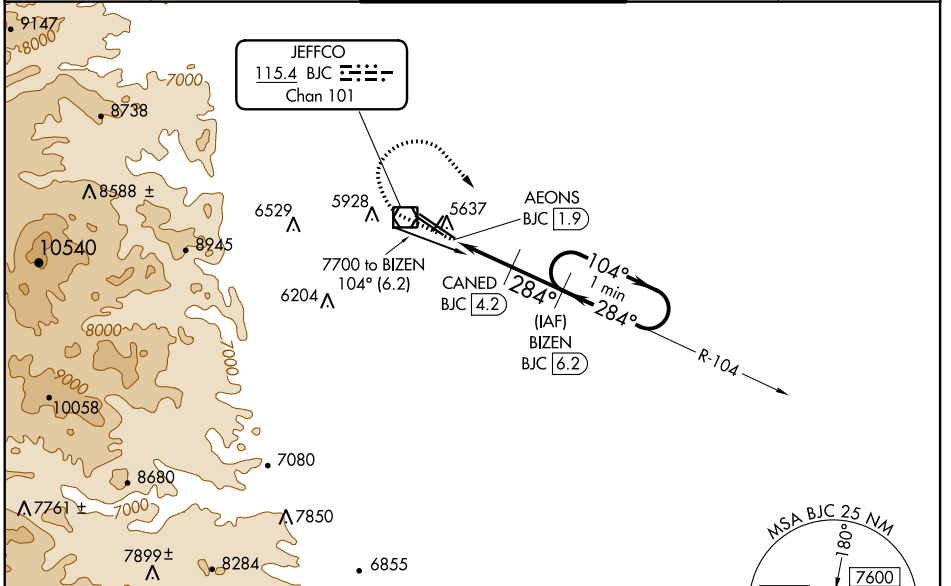 9147
8000
7000
8738
JEFFCO
115.4 BJC
Chan 101
8588 ±
6529
5928
5637
AEONS
BJC 1.9
10540
8945
7700 to BIZEN
104° (6.2)
6204
CANED
BJC 4.2
284°
104°
1 min
284°
(IAF)
BIZEN
BJC 6.2
R-104
8000
7000
9000
10058
7080
8680
7761 ±
7000
7850
7899 ±
8284
6855
MSA BJC 25 NM
180°
7600